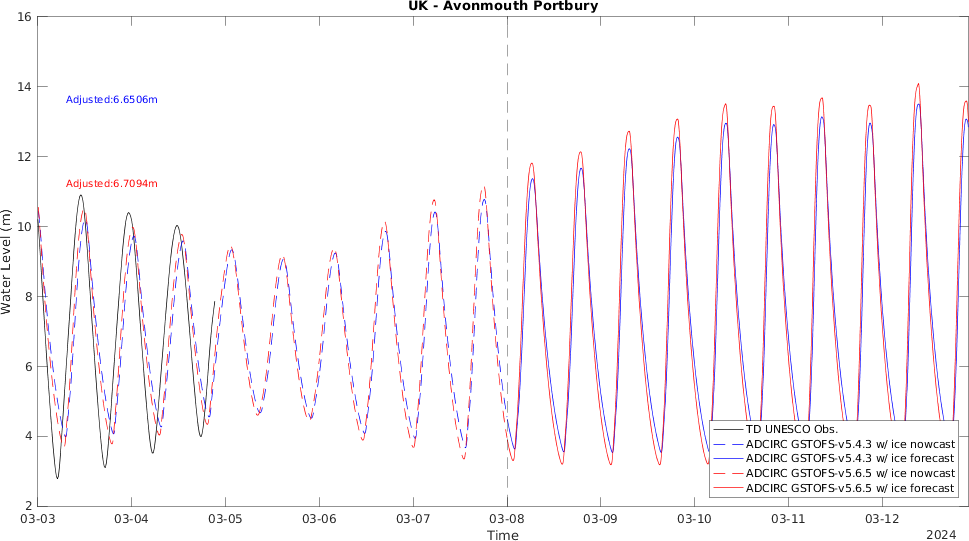 UK - Avonmouth Portbury
16
14
12
10
8
6
4
2
Water Level (m)
Adjusted:6.6506m
Adjusted:6.7094m
TD UNESCO Obs.
ADCIRC GSTOFS-v5.4.3 w/ ice nowcast
ADCIRC GSTOFS-v5.4.3 w/ ice forecast
ADCIRC GSTOFS-v5.6.5 w/ ice nowcast
ADCIRC GSTOFS-v5.6.5 w/ ice forecast
03-03 03-04 03-05 03-06 03-07 03-08 03-09 03-10 03-11 03-12
Time
2024